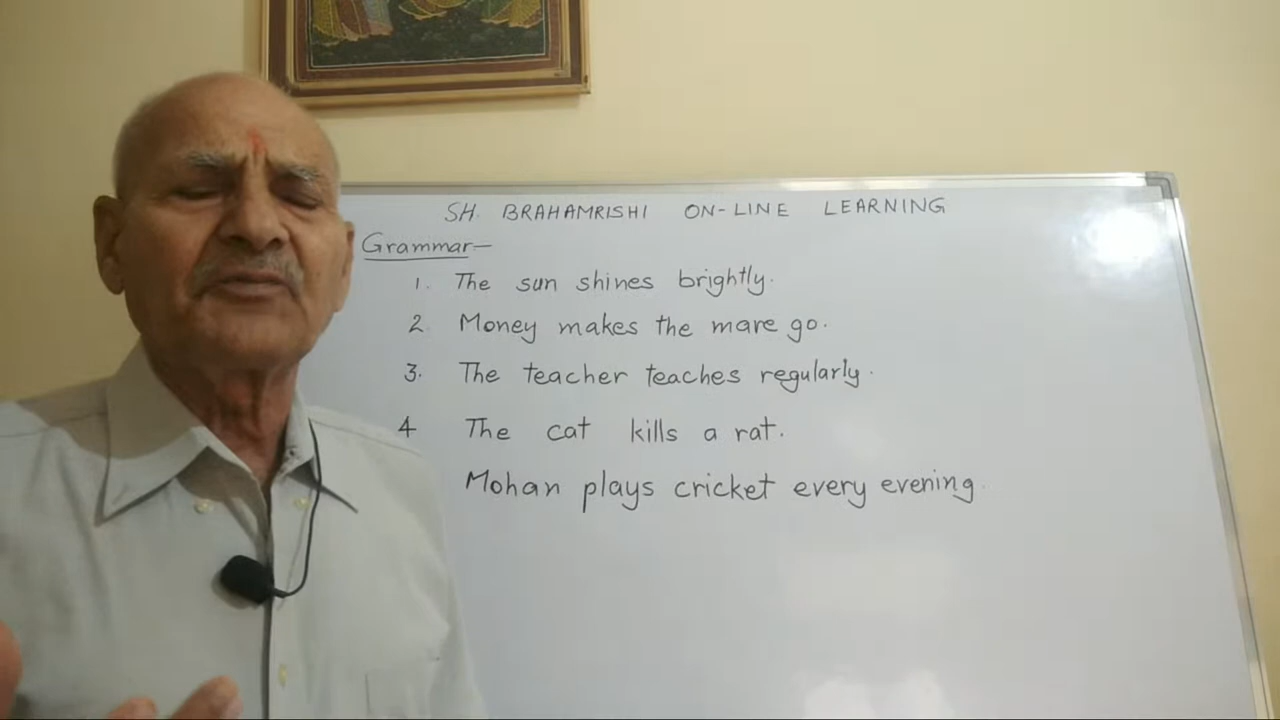 SH. BRAHAMRISHI ON-LINE LEARNING
Grammar—
1. The sun shines brightly.
2. Money makes the mare go.
3. The teacher teaches regularly.
4 The cat kills a rat.
Mohan plays cricket every evening.